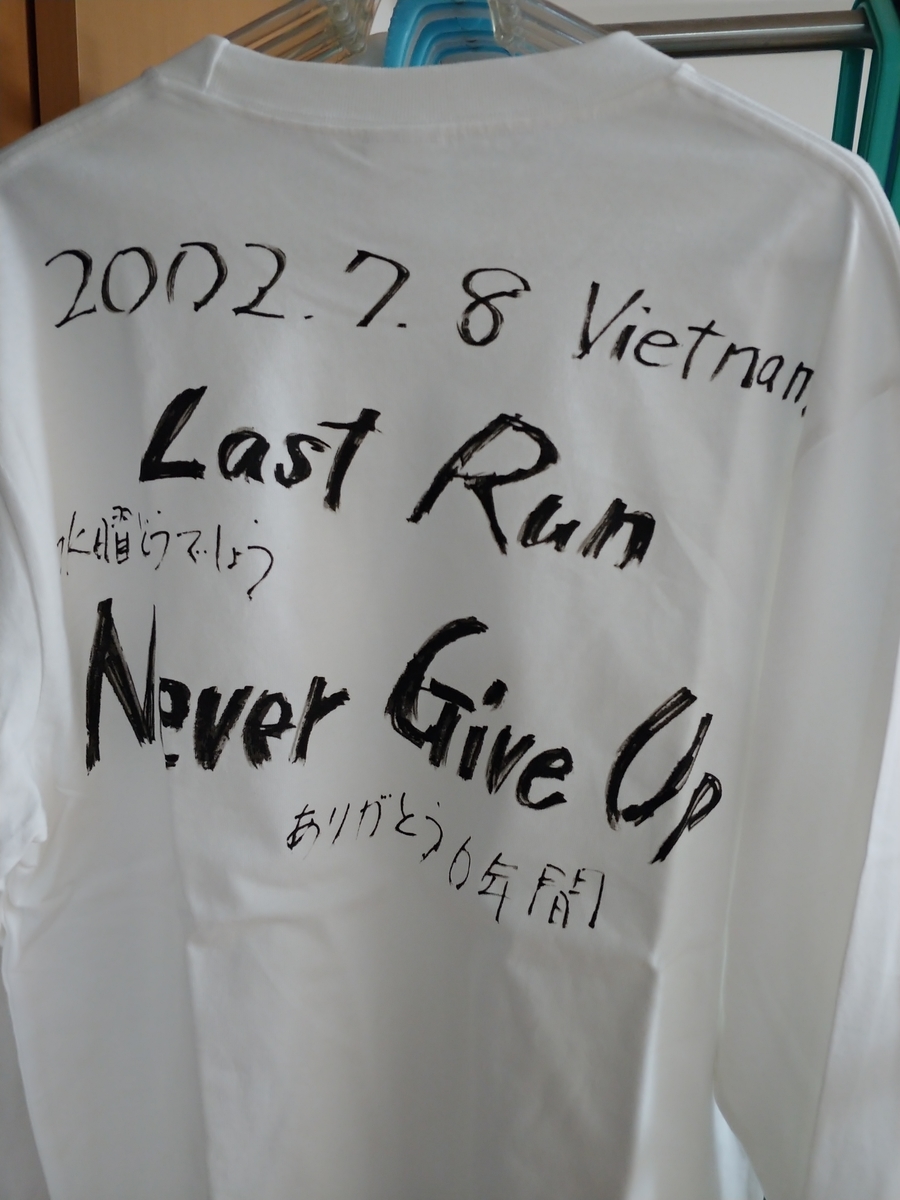 2002.7.8 Vietnam.
Last Run
水曜どうでしょう
Never Give Up
ありがとう6年間